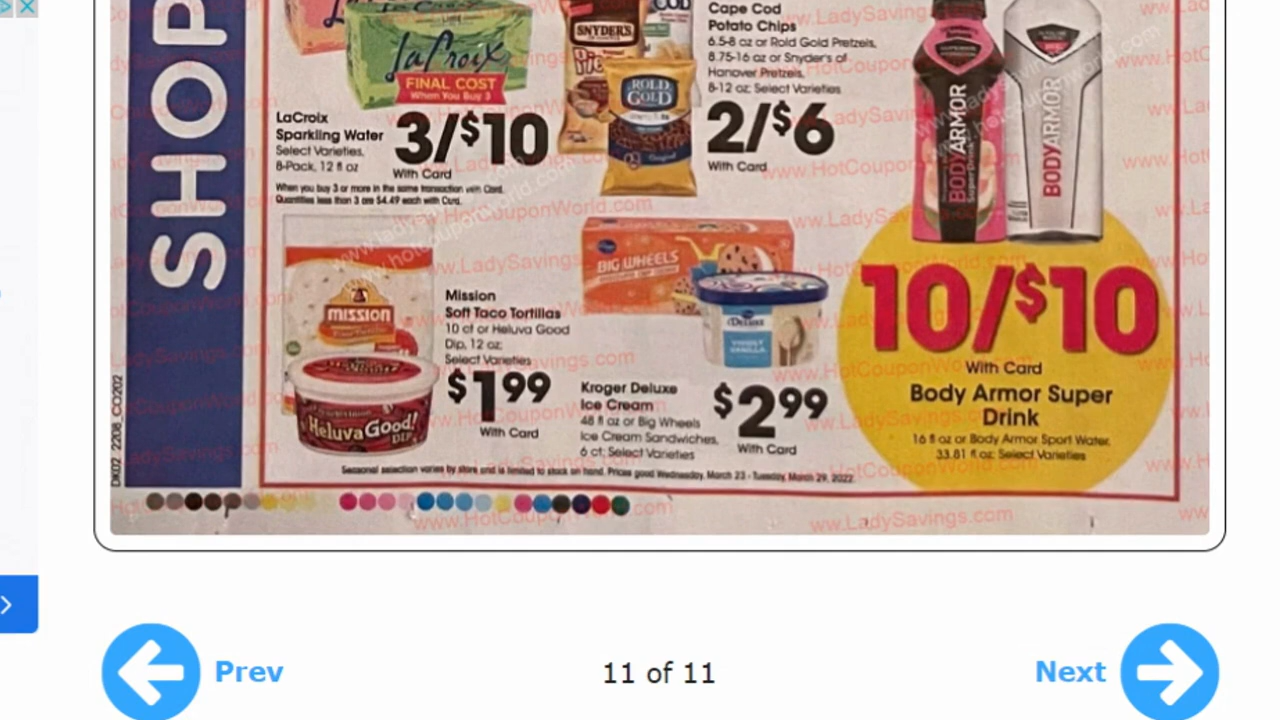 SHOP
LaCroix
FINAL COST
When You Buy 3
LaCroix
Sparkling Water
Select Varieties,
8-Pack, 12 fl oz
3/$10
With Card
When you buy 3 or more in the same transaction with Card.
Quantities less than 3 are $4.49 each with Card.
SNYDER'S
ROLD
GOLD
Original
Cape Cod
Potato Chips
6.5-8 oz or Rold Gold Pretzels,
8.75-16 oz or Snyder's of
Hanover Pretzels,
8-12 oz; Select Varieties
2/$6
With Card
BODYARMOR
SuperDrink
BODYARMOR
MISSION
Heluva Good!
DIP
Mission
Soft Taco Tortillas
10 ct or Heluva Good
Dip, 12 oz;
Select Varieties
$1.99
With Card
BIG WHEELS
Deluxe
VANILLA
Kroger Deluxe
Ice Cream
48 fl oz or Big Wheels
Ice Cream Sandwiches,
6 ct; Select Varieties
$2.99
With Card
10/$10
With Card
Body Armor Super
Drink
16 fl oz or Body Armor Sport Water,
33.81 fl oz; Select Varieties
Seasonal selection varies by store and is limited to stock on hand. Prices good Wednesday, March 23 - Tuesday, March 29, 2022
www.HotCouponWorld.com
www.LadySavings.com
Prev
11 of 11
Next